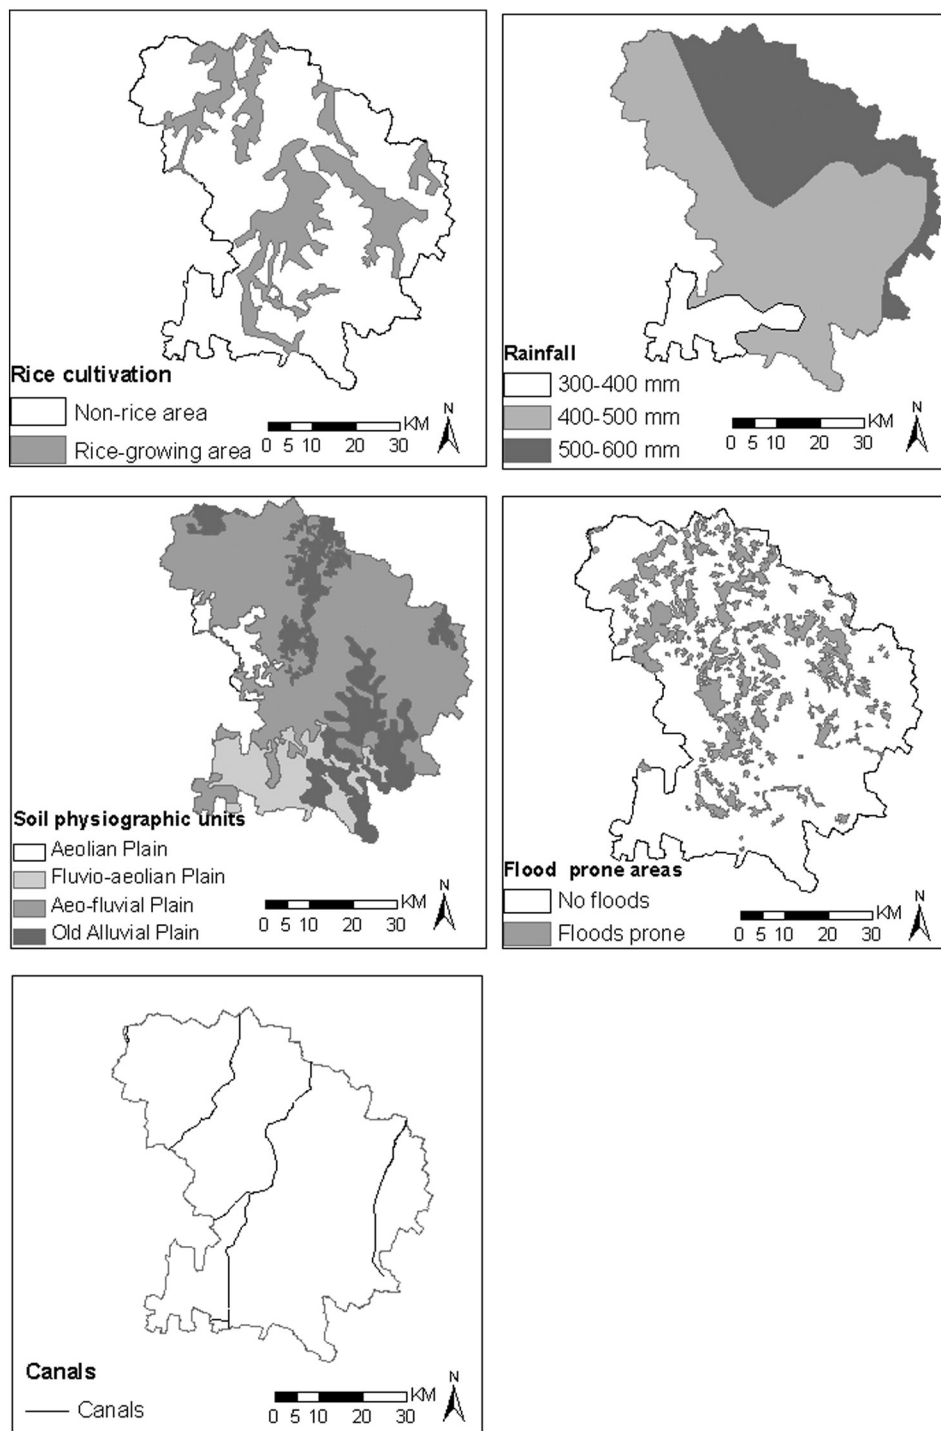 Rice cultivation
Non-rice area
Rice-growing area
0 5 10 20 30 KM
N
Rainfall
300-400 mm
400-500 mm
500-600 mm
0 5 10 20 30 KM
N
Soil physiographic units
Aeolian Plain
Fluvio-aeolian Plain
Aeo-fluvial Plain
Old Alluvial Plain
0 5 10 20 30 KM
N
Flood prone areas
No floods
Floods prone
0 5 10 20 30 KM
N
Canals
Canals
0 5 10 20 30 KM
N